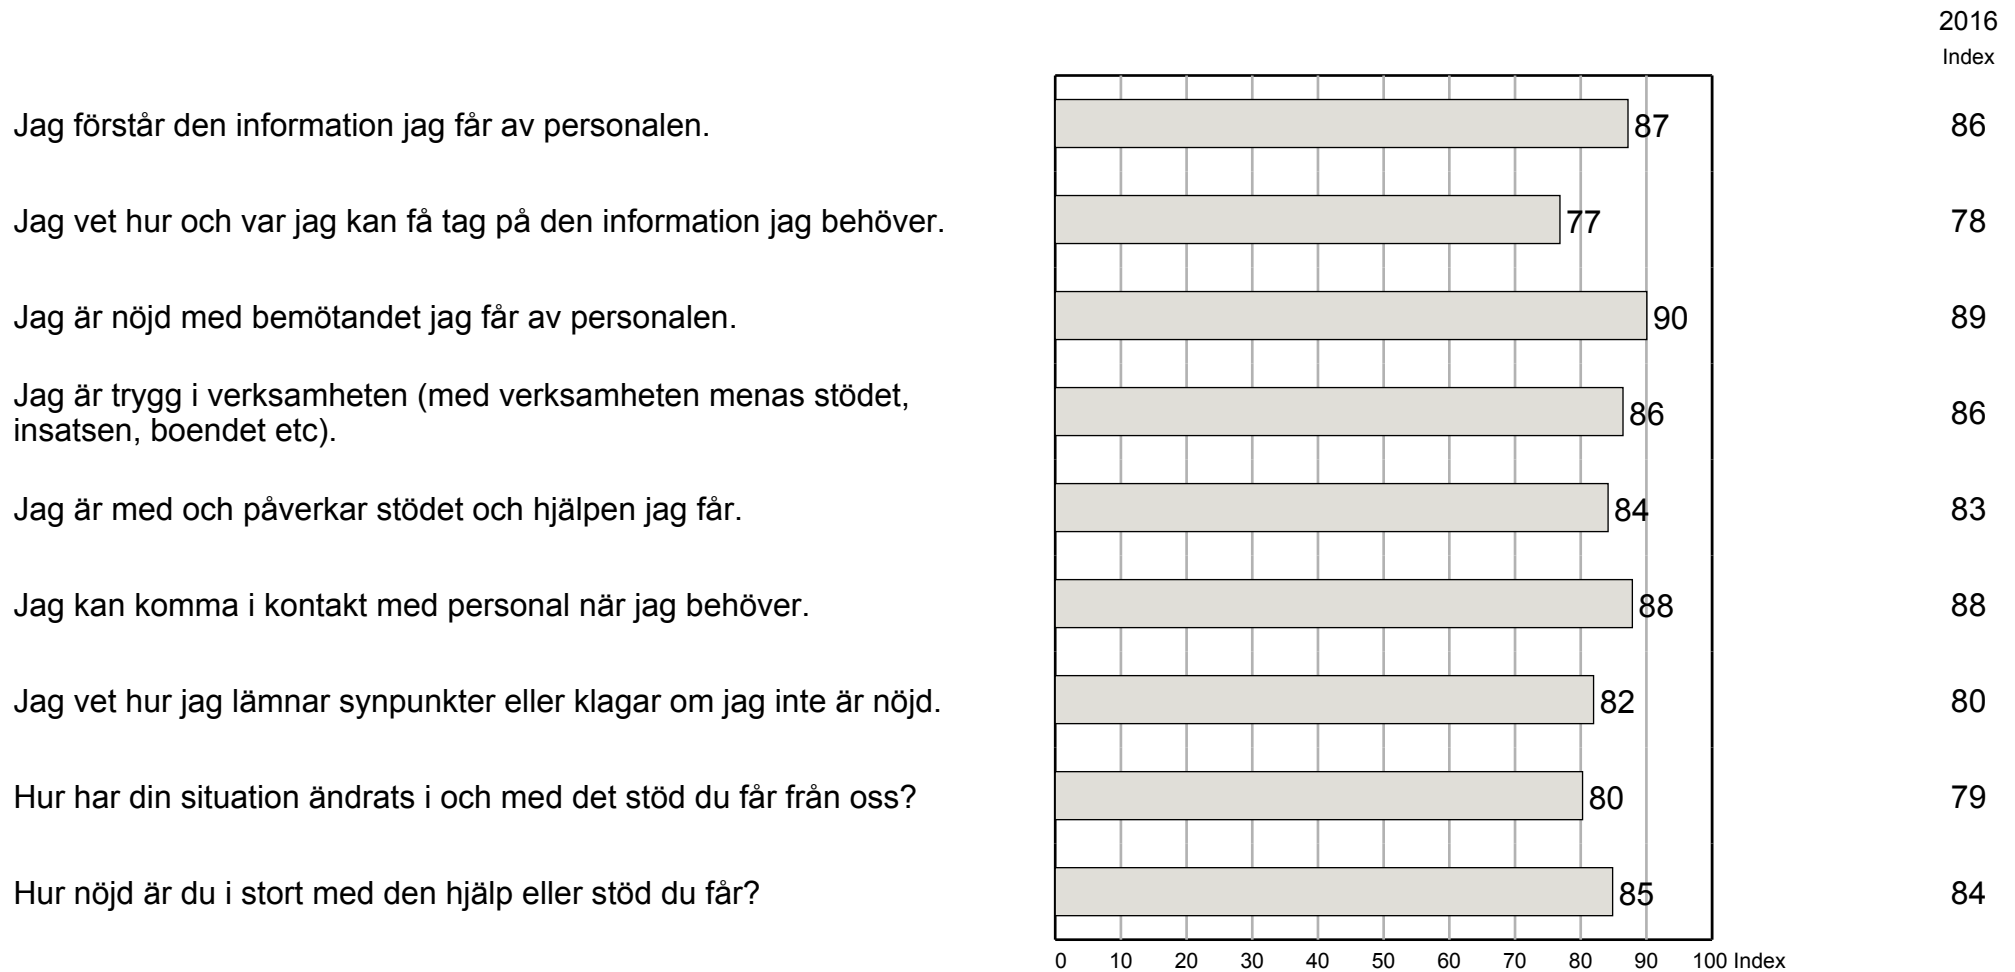 2016
Index
Jag förstår den information jag får av personalen. 87 86
Jag vet hur och var jag kan få tag på den information jag behöver. 77 78
Jag är nöjd med bemötandet jag får av personalen. 90 89
Jag är trygg i verksamheten (med verksamheten menas stödet,
insatsen, boendet etc). 86 86
Jag är med och påverkar stödet och hjälpen jag får. 84 83
Jag kan komma i kontakt med personal när jag behöver. 88 88
Jag vet hur jag lämnar synpunkter eller klagar om jag inte är nöjd. 82 80
Hur har din situation ändrats i och med det stöd du får från oss? 80 79
Hur nöjd är du i stort med den hjälp eller stöd du får? 85 84
0 10 20 30 40 50 60 70 80 90 100 Index